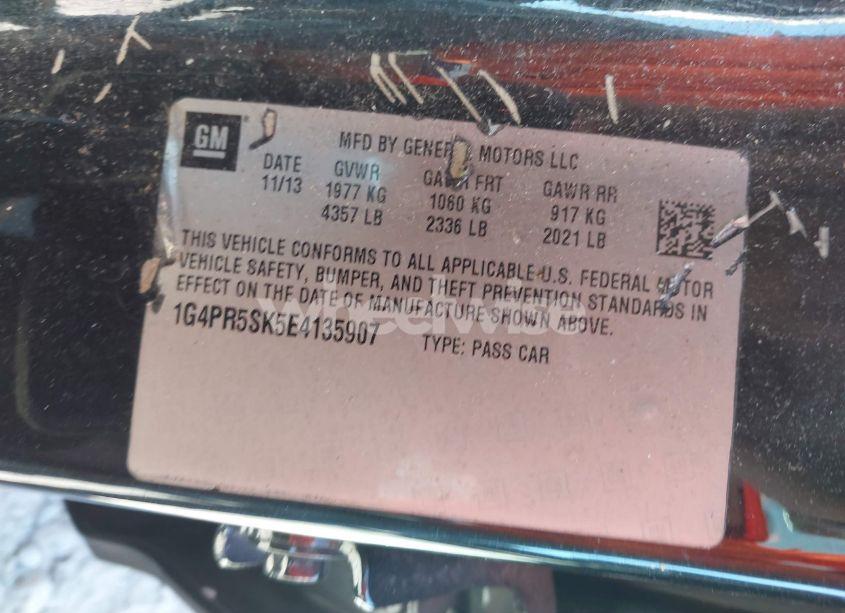 GM
MFD BY GENERAL MOTORS LLC
DATE GVWR GAWR FRT GAWR RR
11/13 1977 KG 1060 KG 917 KG
4357 LB 2336 LB 2021 LB
THIS VEHICLE CONFORMS TO ALL APPLICABLE U.S. FEDERAL MOTOR
VEHICLE SAFETY, BUMPER, AND THEFT PREVENTION STANDARDS IN
EFFECT ON THE DATE OF MANUFACTURE SHOWN ABOVE.
1G4PR5SK5E4135907 TYPE: PASS CAR